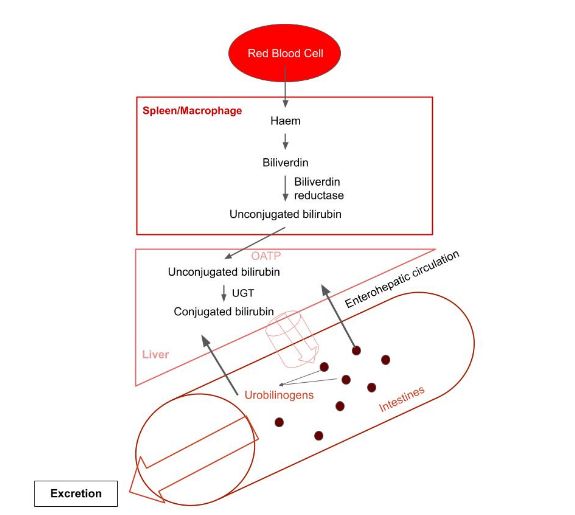 Red Blood Cell
Spleen/Macrophage
Haem
Biliverdin
Biliverdin
reductase
Unconjugated bilirubin
OATP
Unconjugated bilirubin
UGT
Conjugated bilirubin
Enterohepatic circulation
Liver
Urobilinogens
Intestines
Excretion